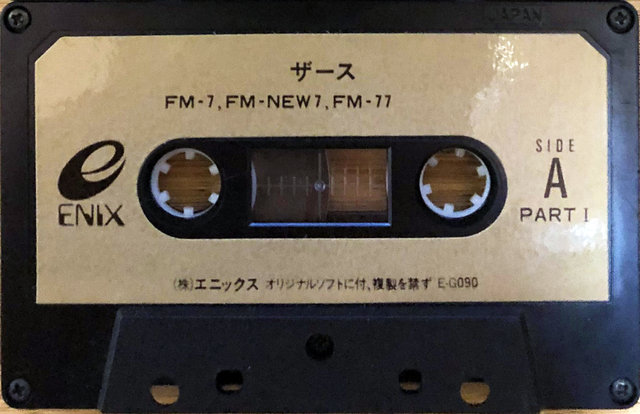 JAPAN
ザース
FM-7, FM-NEW7, FM-77
e
ENIX
SIDE
A
PART I
(株)エニックス オリジナルソフトに付、複製を禁ず E-G090